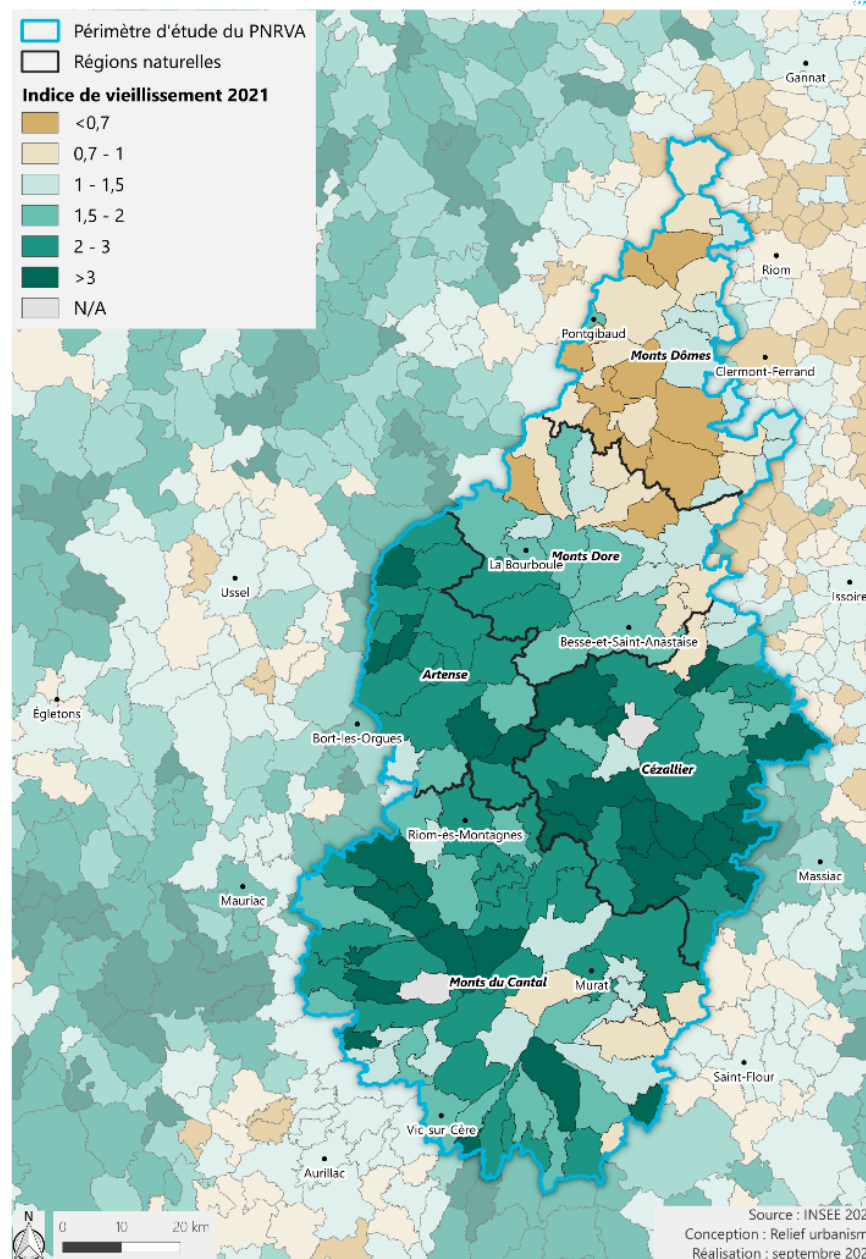 Périmètre d'étude du PNRVA
Régions naturelles
Indice de vieillissement 2021
<0,7
0,7 - 1
1 - 1,5
1,5 - 2
2 - 3
>3
N/A
Gannat
Riom
Pontgibaud
Monts Dômes
Clermont-Ferrand
La Bourboule
Monts Dore
Ussel
Issoire
Besse-et-Saint-Anastaise
Artense
Égletons
Bort-les-Orgues
Cézallier
Riom-ès-Montagnes
Massiac
Mauriac
Monts du Cantal
Murat
Saint-Flour
Vic-sur-Cère
Aurillac
N
0 10 20 km
Source : INSEE 202
Conception : Relief urbanism
Réalisation : septembre 202